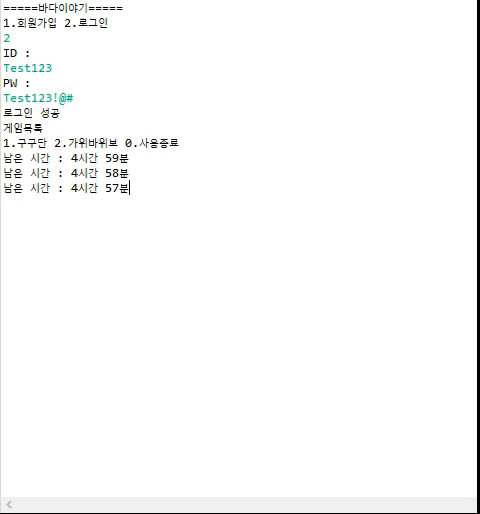 =====바다이야기=====
1.회원가입 2.로그인
2
ID :
Test123
PW :
Test123!@#
로그인 성공
게임목록
1.구구단 2.가위바위보 0.사용종료
남은 시간 : 4시간 59분
남은 시간 : 4시간 58분
남은 시간 : 4시간 57분